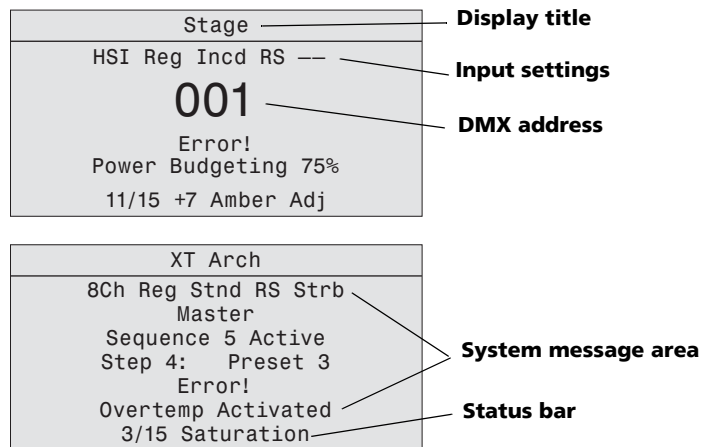 Stage
Display title
HSI Reg Incd RS ––
Input settings
001
DMX address
Error!
Power Budgeting 75%
11/15 +7 Amber Adj
XT Arch
8Ch Reg Stnd RS Strb
Master
Sequence 5 Active
Step 4: Preset 3
System message area
Error!
Overtemp Activated
Status bar
3/15 Saturation